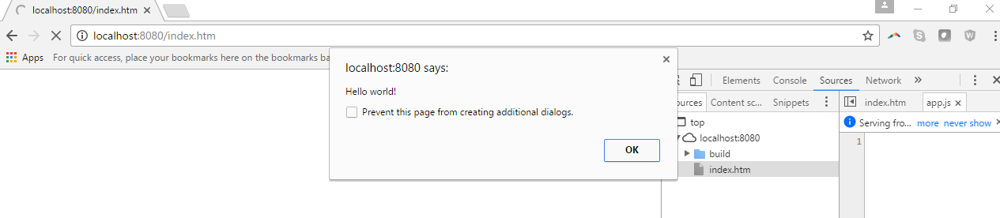 localhost:8080/index.htm
localhost:8080/index.htm
Apps For quick access, place your bookmarks here on the bookmarks ba
localhost:8080 says:
Hello world!
Prevent this page from creating additional dialogs.
OK
Elements Console Sources Network
ources Content sc... Snippets
index.htm app.js
top
Serving fro... more never show
localhost:8080
1
build
index.htm